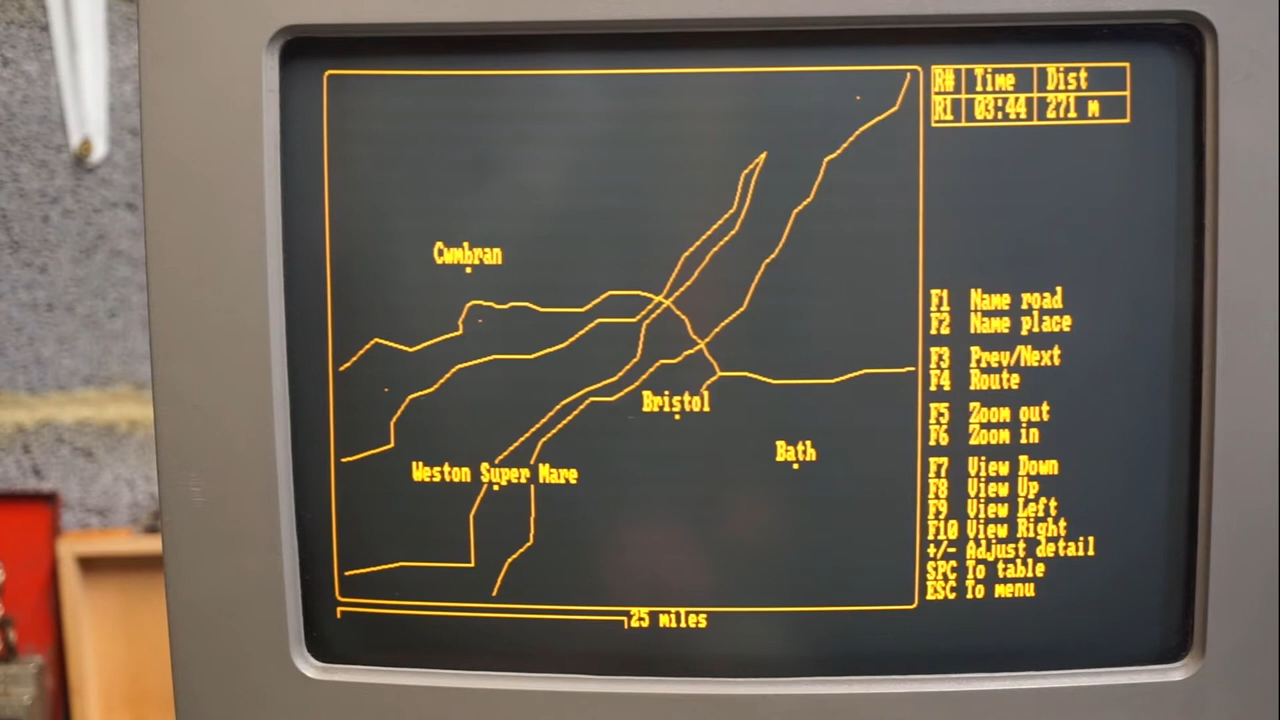 R# Time Dist
R1 03:44 271 m
Cwmbran
Bristol
Bath
Weston Super Mare
25 miles
F1 Name road
F2 Name place
F3 Prev/Next
F4 Route
F5 Zoom out
F6 Zoom in
F7 View Down
F8 View Up
F9 View Left
F10 View Right
+/- Adjust detail
SPC To table
ESC To menu